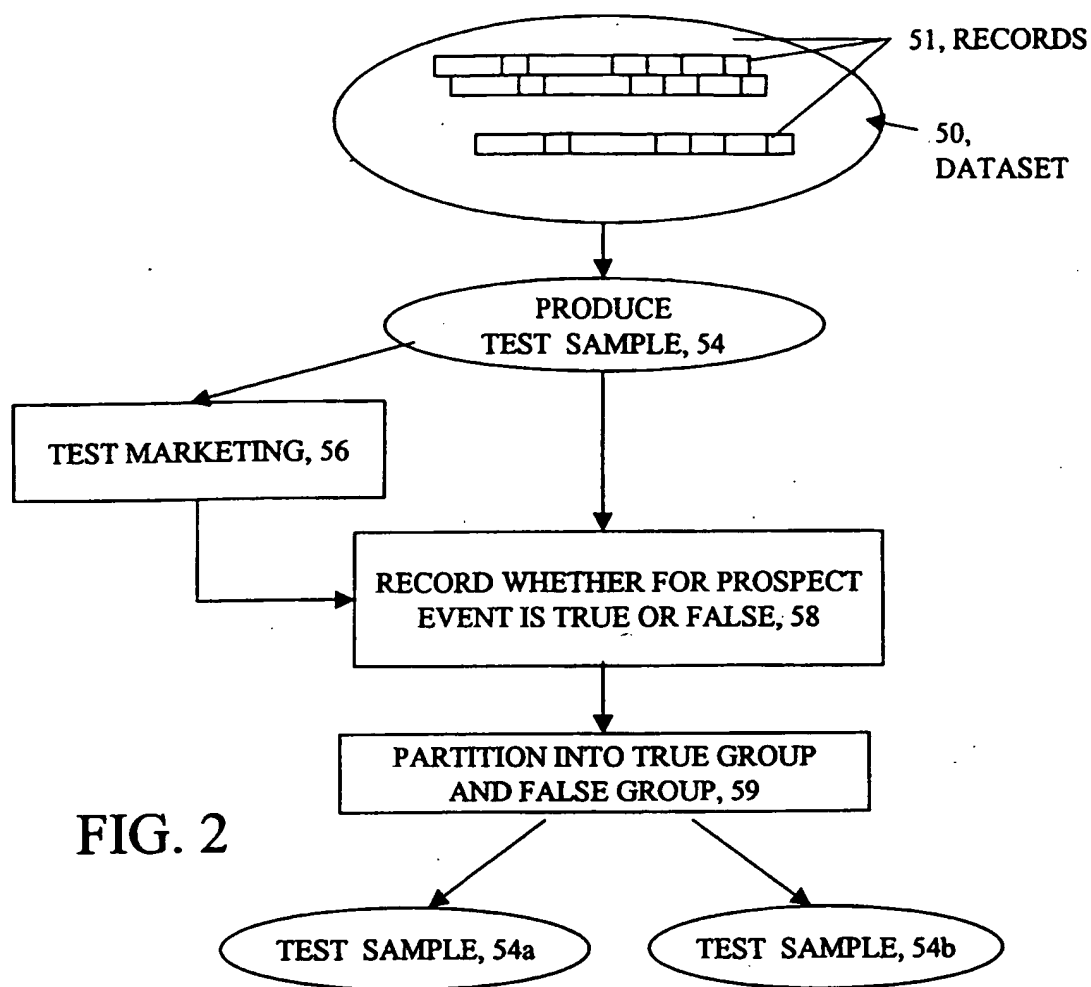 51, RECORDS
50,
DATASET
PRODUCE
TEST SAMPLE, 54
TEST MARKETING, 56
RECORD WHETHER FOR PROSPECT
EVENT IS TRUE OR FALSE, 58
PARTITION INTO TRUE GROUP
AND FALSE GROUP, 59
FIG. 2
TEST SAMPLE, 54a
TEST SAMPLE, 54b